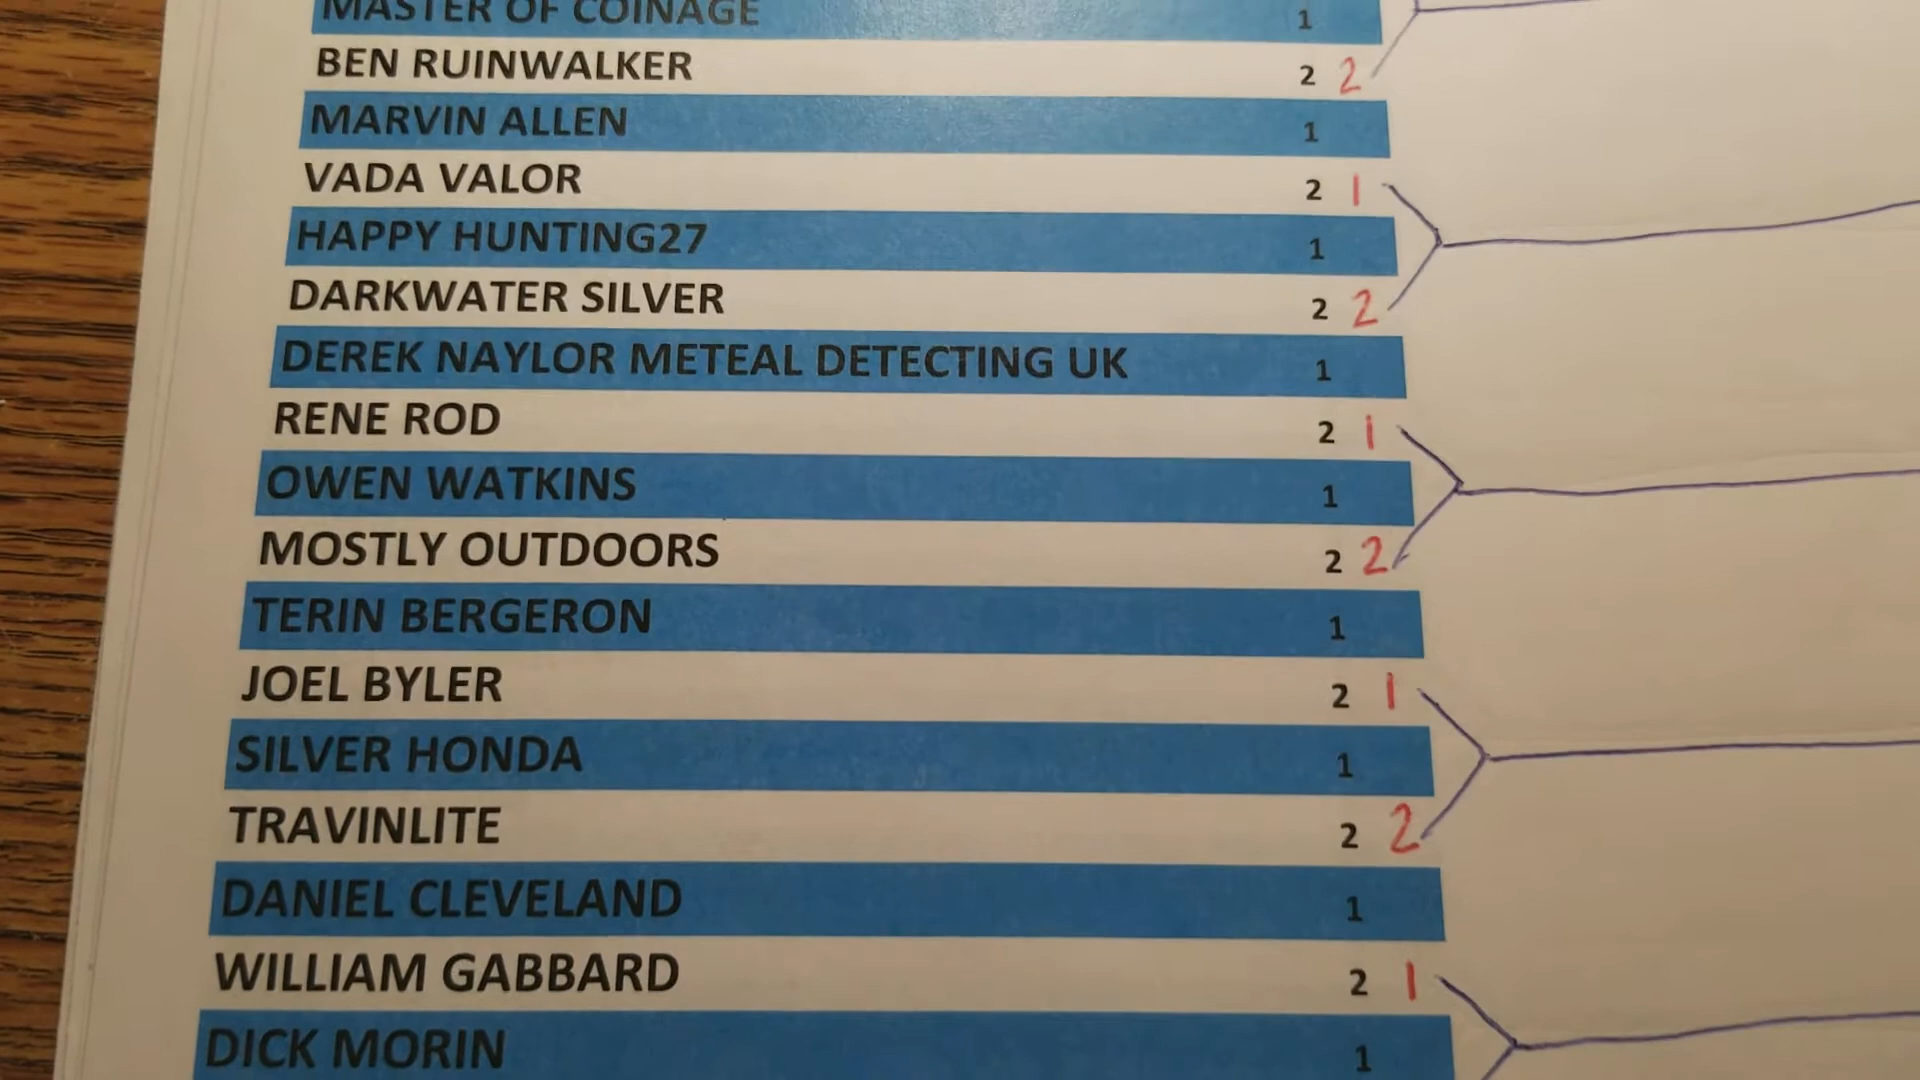 MASTER OF COINAGE 1
BEN RUINWALKER 2 2
MARVIN ALLEN 1
VADA VALOR 2 1
HAPPY HUNTING27 1
DARKWATER SILVER 2 2
DEREK NAYLOR METEAL DETECTING UK 1
RENE ROD 2 1
OWEN WATKINS 1
MOSTLY OUTDOORS 2 2
TERIN BERGERON 1
JOEL BYLER 2 1
SILVER HONDA 1
TRAVINLITE 2 2
DANIEL CLEVELAND 1
WILLIAM GABBARD 2 1
DICK MORIN 1